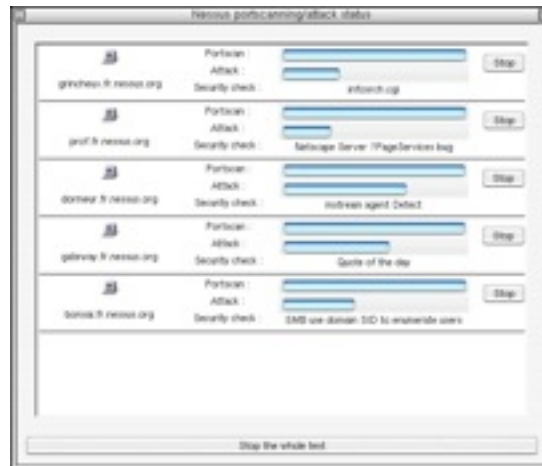 Nessus portscanning/attack status
Portscan :
Attack :
Security check :
grincheux.fr.nessus.org
infosrch.cgi
Stop
Portscan :
Attack :
Security check :
prof.fr.nessus.org
Netscape Server ?PageServices bug
Stop
Portscan :
Attack :
Security check :
dormeur.fr.nessus.org
mstream agent Detect
Stop
Portscan :
Attack :
Security check :
gateway.fr.nessus.org
Quote of the day
Stop
Portscan :
Attack :
Security check :
.fr.nessus.org
SMB use domain SID to enumerate users
Stop
Stop the whole test